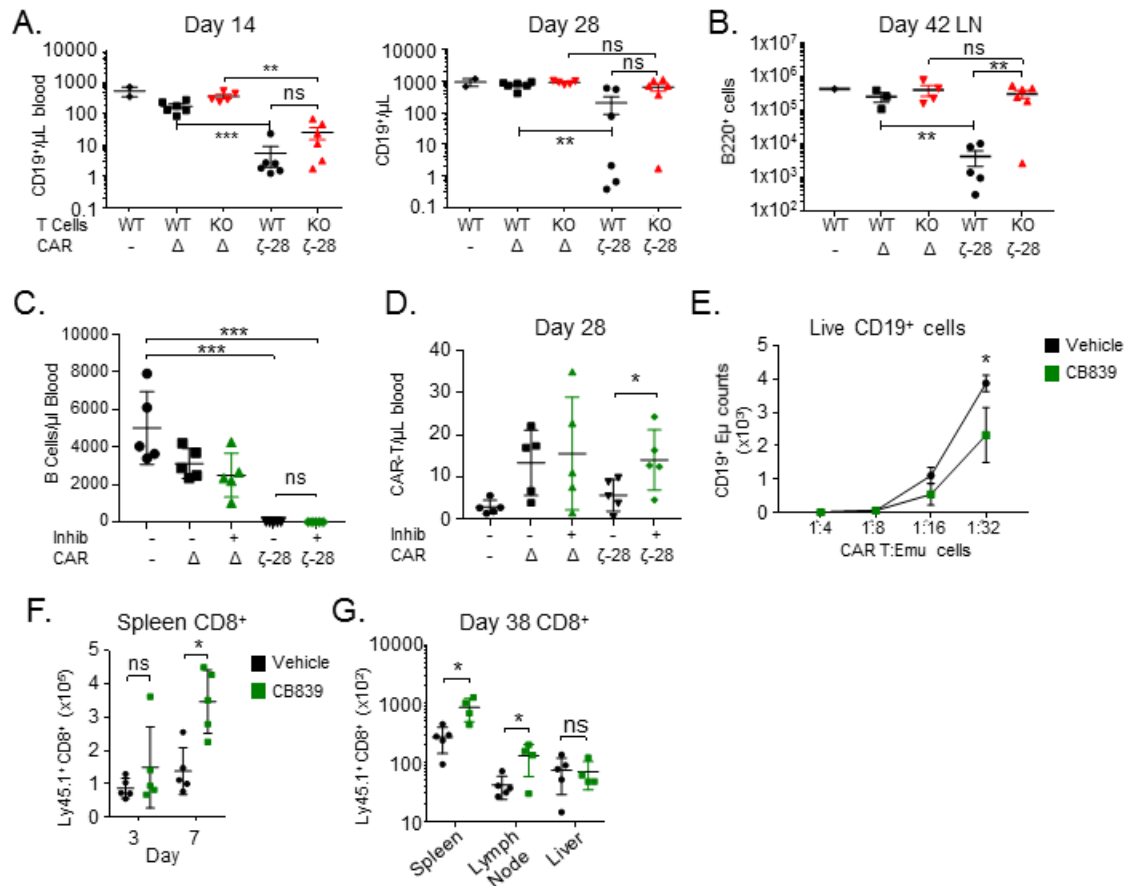 A.
Day 14
CD19+/µL blood
10000
1000
100
10
1
0.1
**
ns
***
T Cells WT WT KO WT KO
CAR - Δ Δ ζ-28 ζ-28
Day 28
CD19+/µL
10000
1000
100
10
1
0.1
ns
ns
**
WT WT KO WT KO
- Δ Δ ζ-28 ζ-28
B.
Day 42 LN
B220+ cells
1x10⁷
1x10⁶
1x10⁵
1x10⁴
1x10³
1x10²
ns
**
**
WT WT KO WT KO
- Δ Δ ζ-28 ζ-28
C.
B Cells/µl Blood
10000
8000
6000
4000
2000
0
***
***
ns
Inhib - - + - +
CAR - Δ Δ ζ-28 ζ-28
D.
Day 28
CAR-T/µL blood
40
30
20
10
0
*
Inhib - - + - +
CAR - Δ Δ ζ-28 ζ-28
E.
Live CD19+ cells
CD19+ Eµ counts
(x10³)
5
4
3
2
1
0
*
1:4 1:8 1:16 1:32
CAR T:Emu cells
Vehicle
CB839
F.
Spleen CD8+
Ly45.1+ CD8+ (x10⁵)
5
4
3
2
1
0
ns
*
3 7
Day
Vehicle
CB839
G.
Day 38 CD8+
Ly45.1+ CD8+ (x10²)
10000
1000
100
10
*
*
ns
Spleen
Lymph
Node
Liver